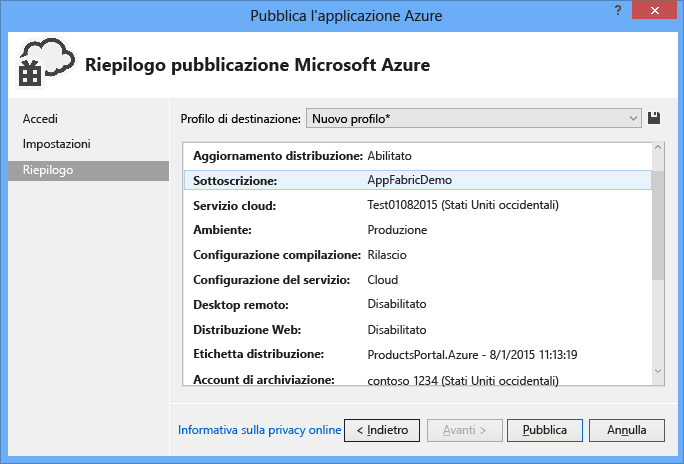 Pubblica l'applicazione Azure
?
Riepilogo pubblicazione Microsoft Azure
Accedi
Impostazioni
Riepilogo
Profilo di destinazione: Nuovo profilo*
Aggiornamento distribuzione: Abilitato
Sottoscrizione: AppFabricDemo
Servizio cloud: Test01082015 (Stati Uniti occidentali)
Ambiente: Produzione
Configurazione compilazione: Rilascio
Configurazione del servizio: Cloud
Desktop remoto: Disabilitato
Distribuzione Web: Disabilitato
Etichetta distribuzione: ProductsPortal.Azure - 8/1/2015 11:13:19
Account di archiviazione: contoso 1234 (Stati Uniti occidentali)
Informativa sulla privacy online
< Indietro
Avanti >
Pubblica
Annulla